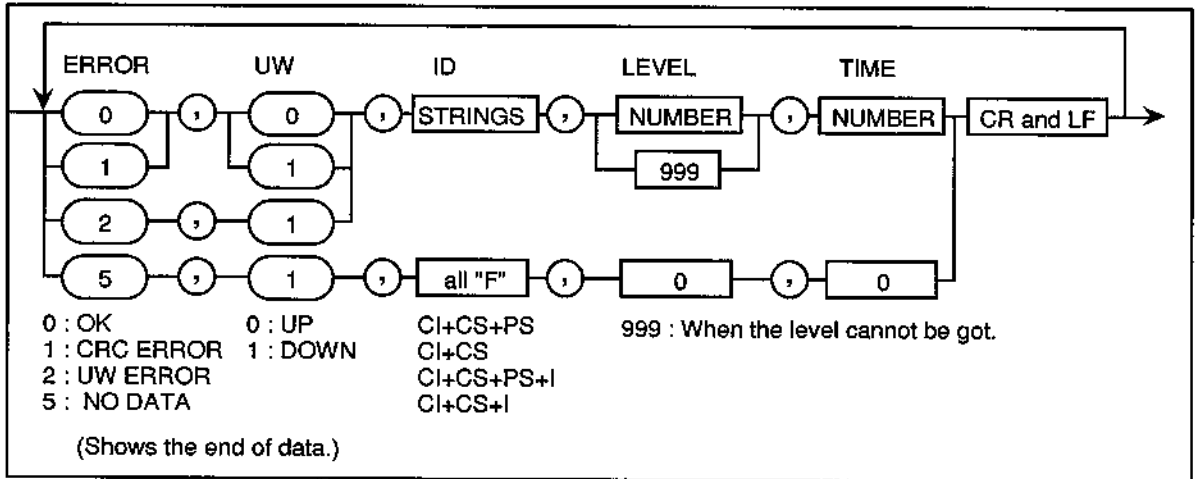 ERROR UW ID LEVEL TIME
0 , 0 , STRINGS , NUMBER , NUMBER CR and LF
1 1 999
2 , 1
5 , 1 , all "F" , 0 , 0
0 : OK 0 : UP CI+CS+PS 999 : When the level cannot be got.
1 : CRC ERROR 1 : DOWN CI+CS
2 : UW ERROR CI+CS+PS+I
5 : NO DATA CI+CS+I
(Shows the end of data.)